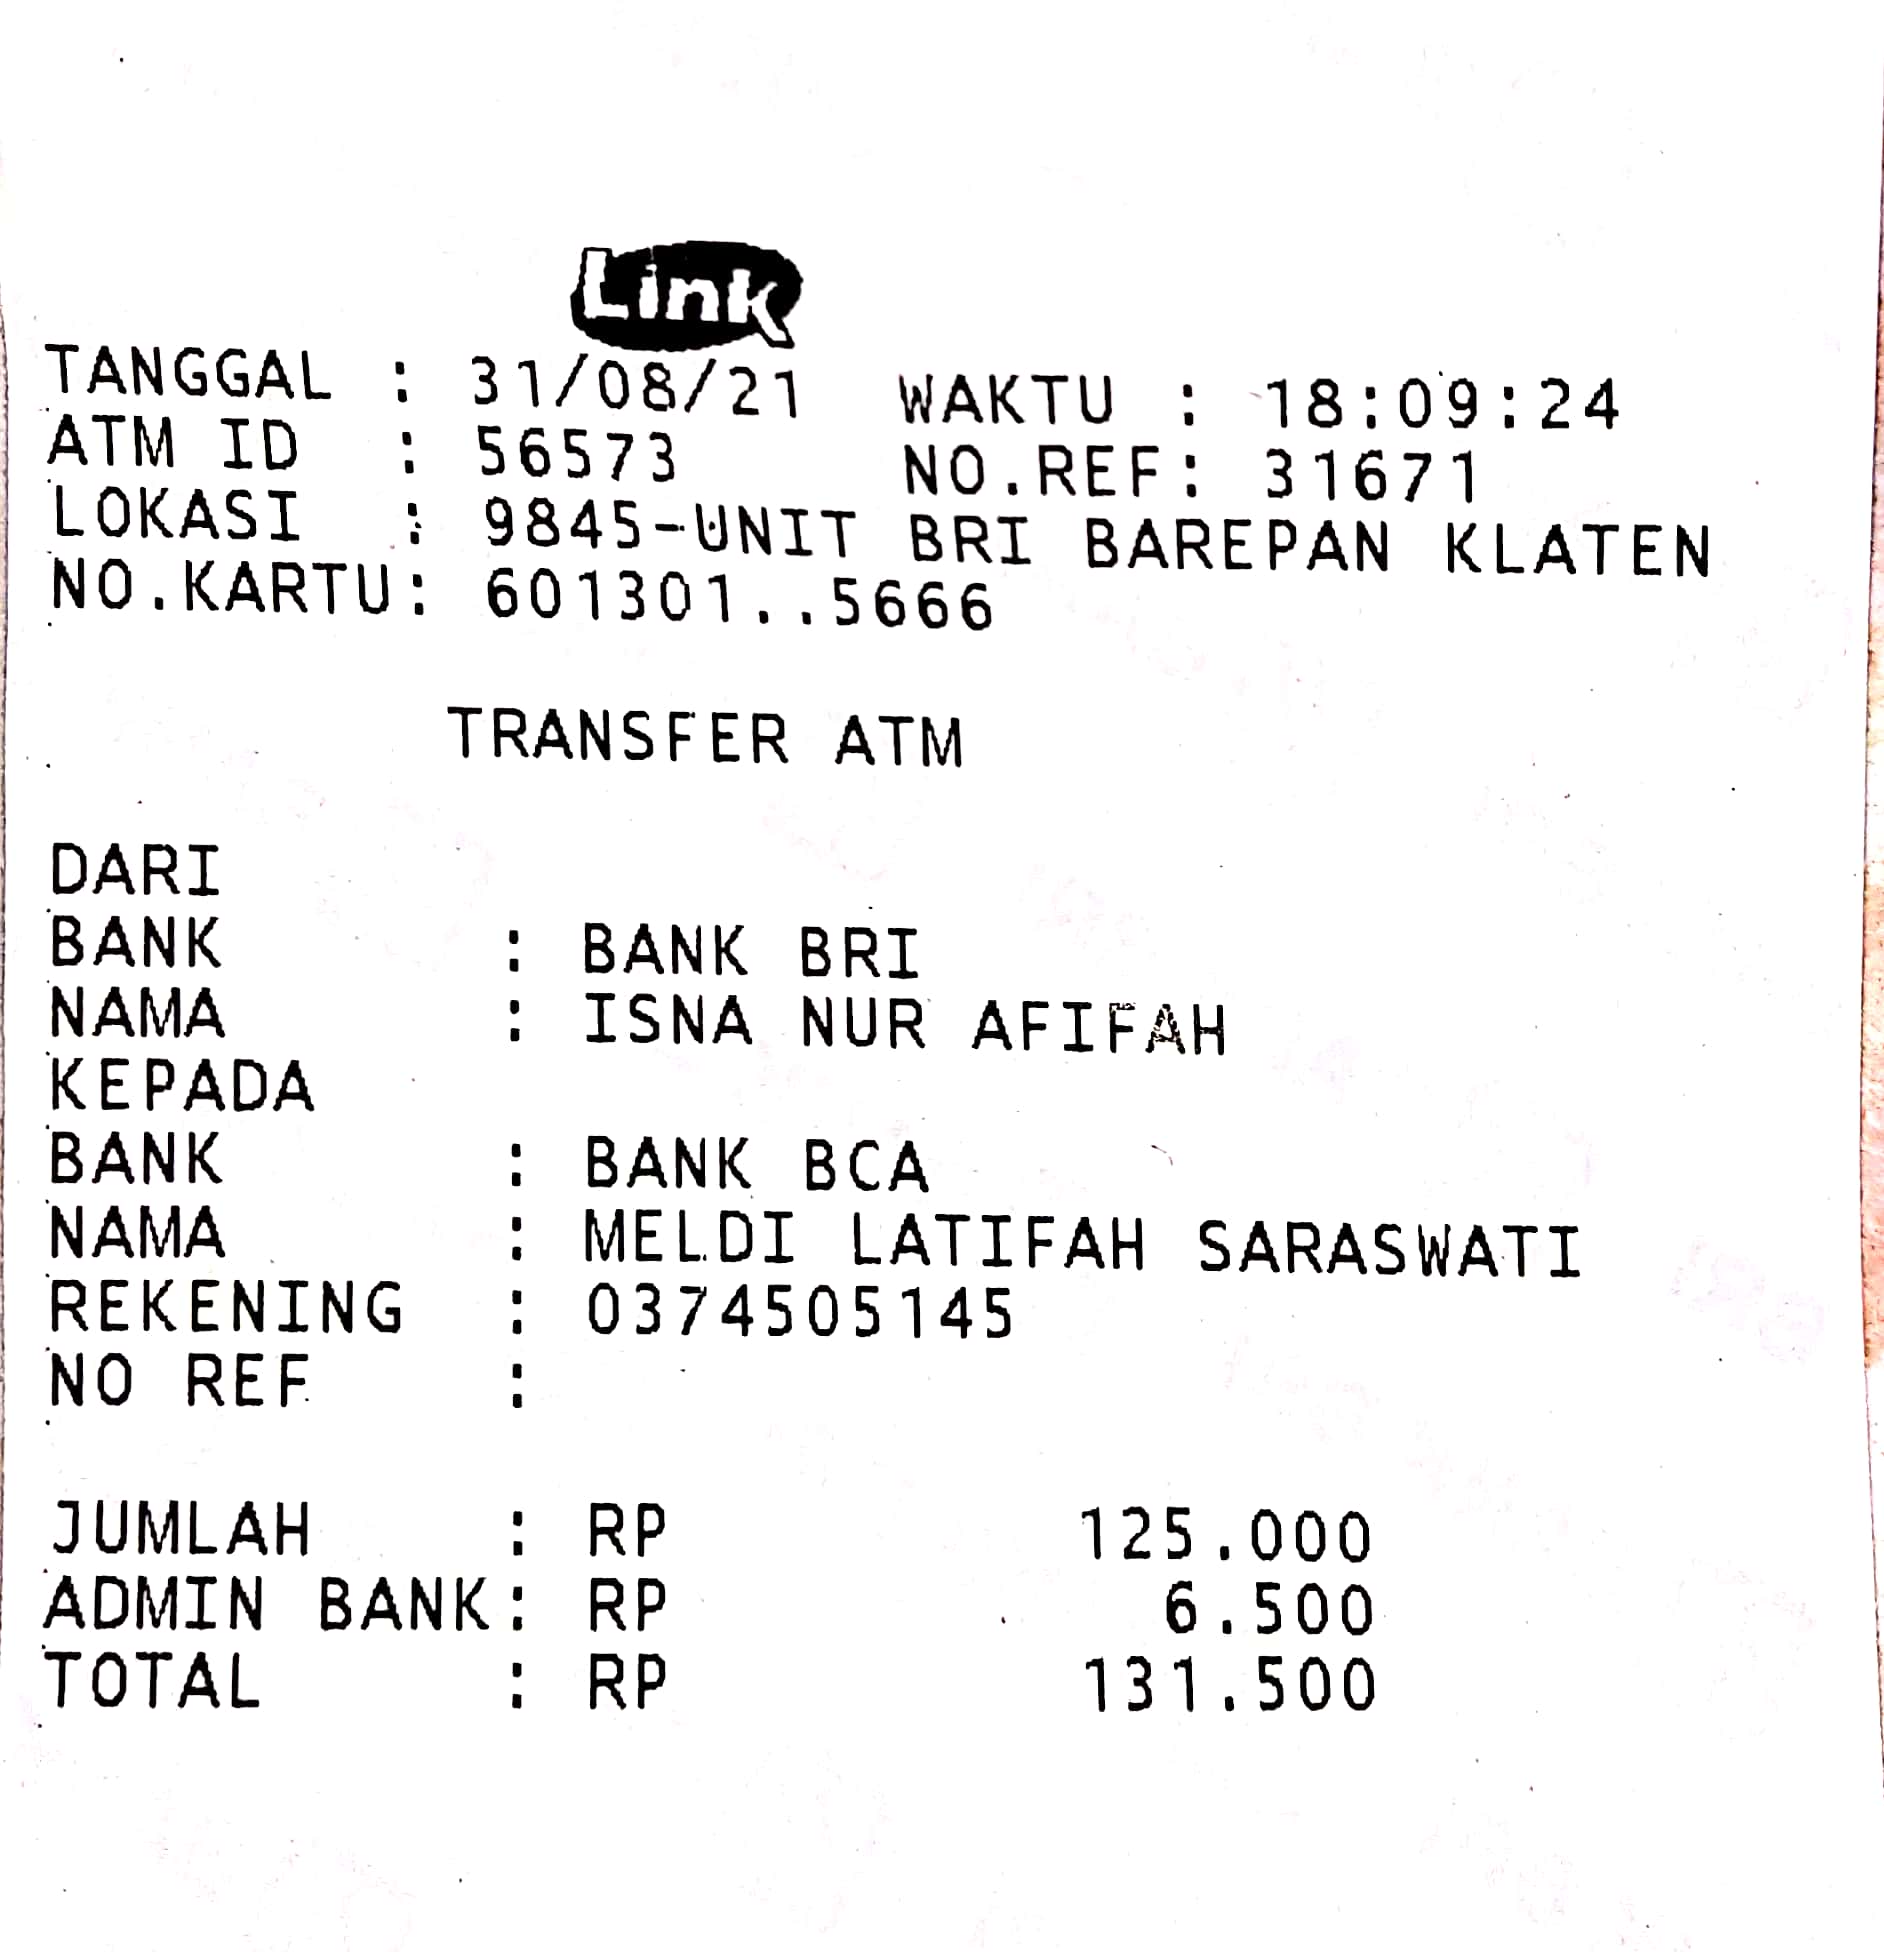 Link
TANGGAL : 31/08/21 WAKTU : 18:09:24
ATM ID : 56573 NO.REF: 31671
LOKASI : 9845-UNIT BRI BAREPAN KLATEN
NO.KARTU: 601301..5666
TRANSFER ATM
DARI
BANK : BANK BRI
NAMA : ISNA NUR AFIFAH
KEPADA
BANK : BANK BCA
NAMA : MELDI LATIFAH SARASWATI
REKENING : 0374505145
NO REF :
JUMLAH : RP 125.000
ADMIN BANK: RP 6.500
TOTAL : RP 131.500